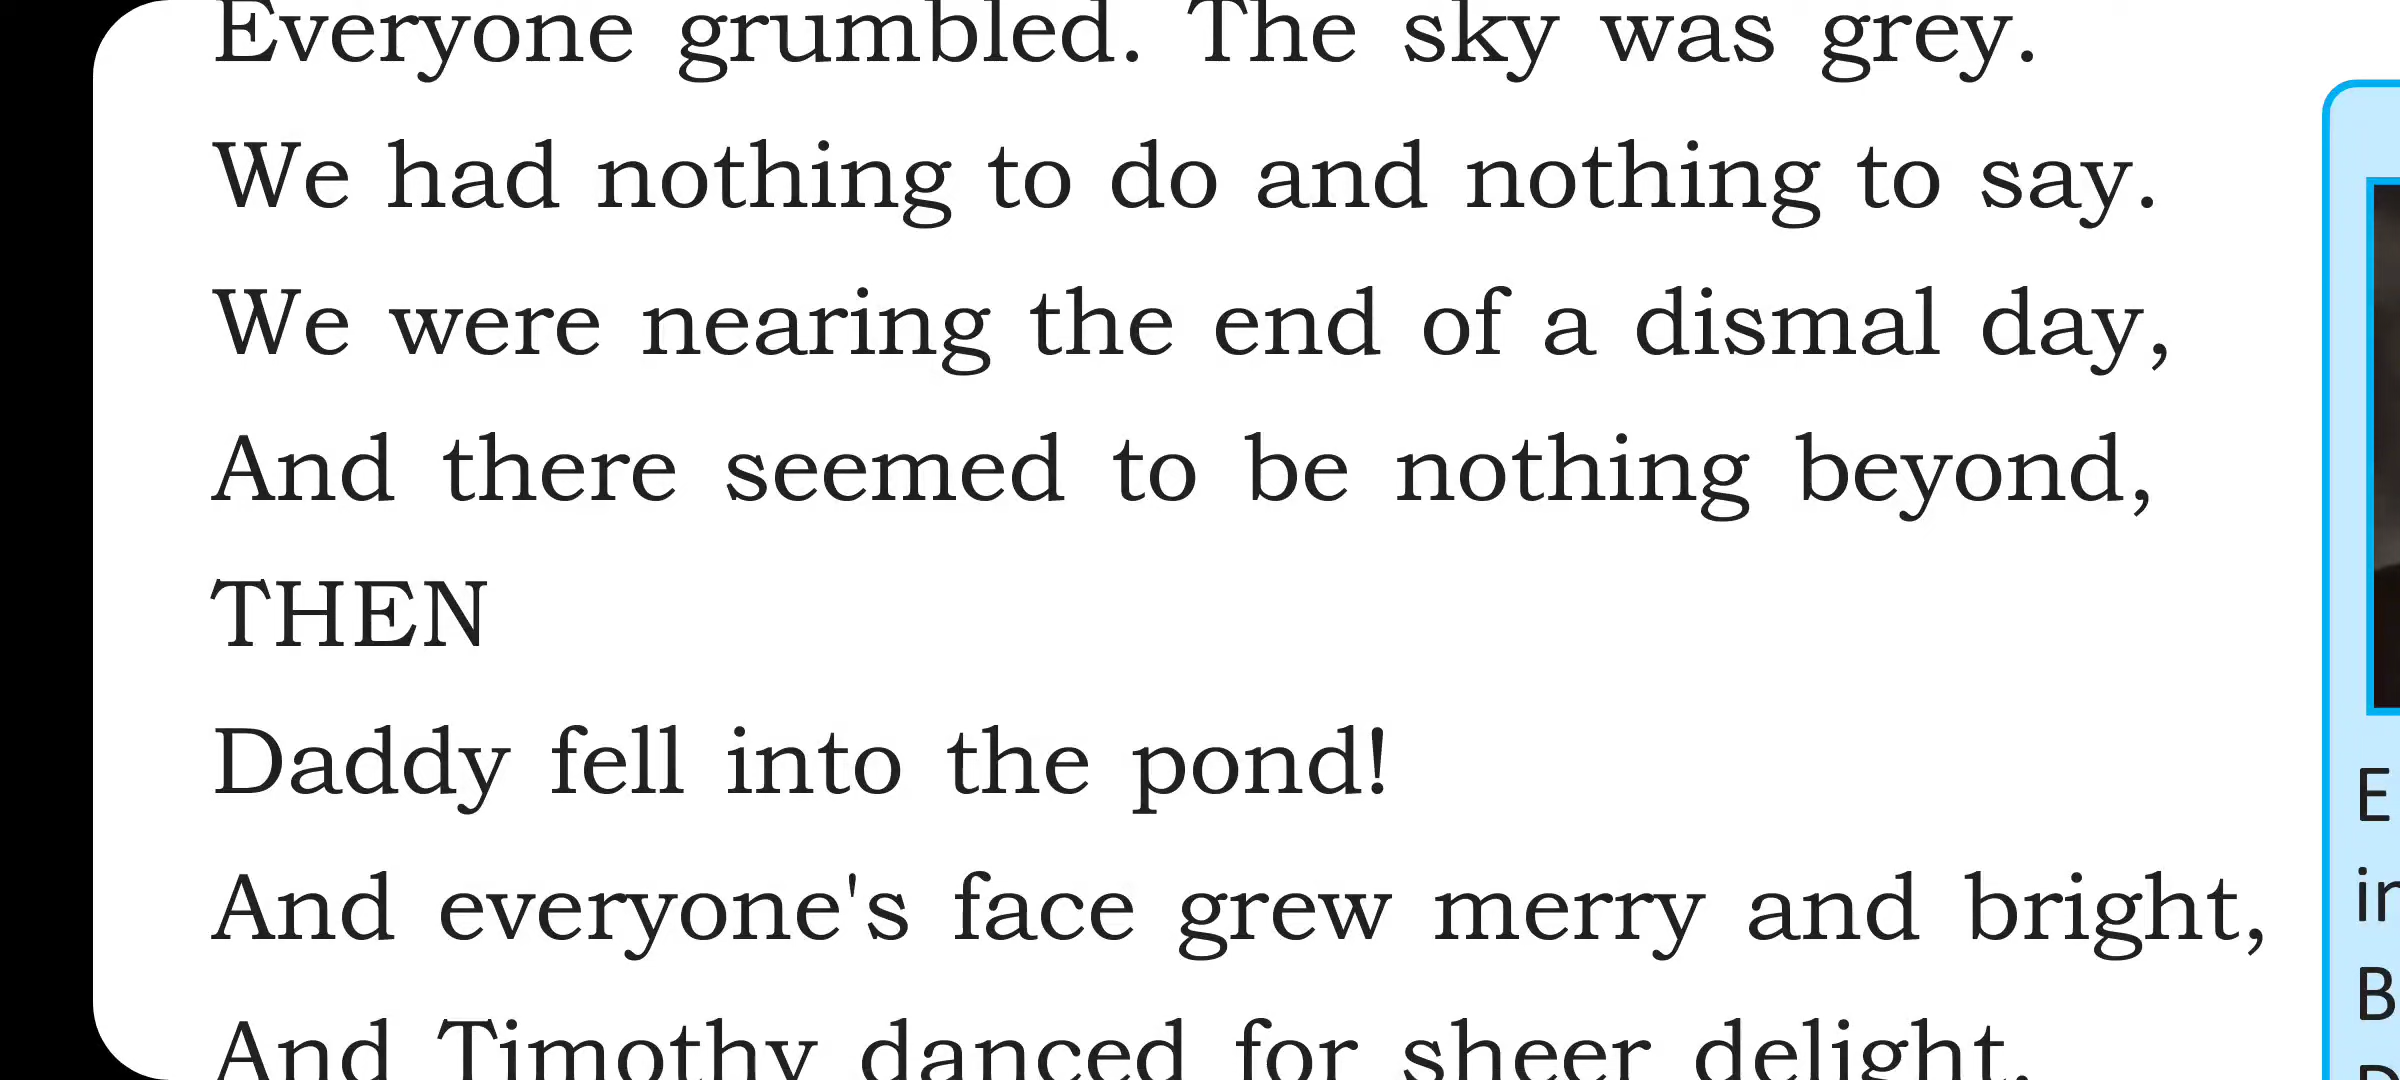 Everyone grumbled. The sky was grey.
We had nothing to do and nothing to say.
We were nearing the end of a dismal day,
And there seemed to be nothing beyond,
THEN
Daddy fell into the pond!
And everyone's face grew merry and bright,
And Timothy danced for sheer delight.
E
in
B